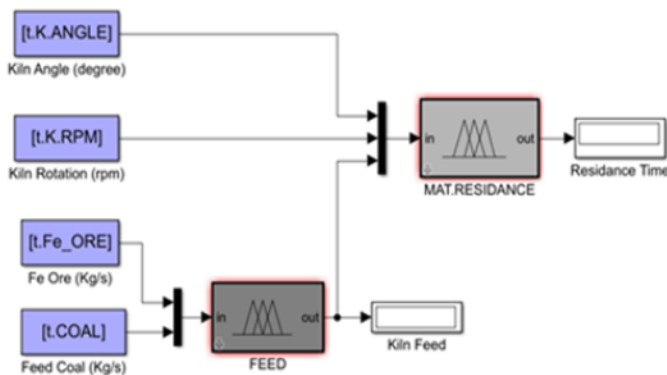 [t.K.ANGLE]
Kiln Angle (degree)
[t.K.RPM]
Kiln Rotation (rpm)
in
out
MAT.RESIDANCE
Residance Time
[t.Fe_ORE]
Fe Ore (Kg/s)
[t.COAL]
Feed Coal (Kg/s)
in
out
FEED
Kiln Feed